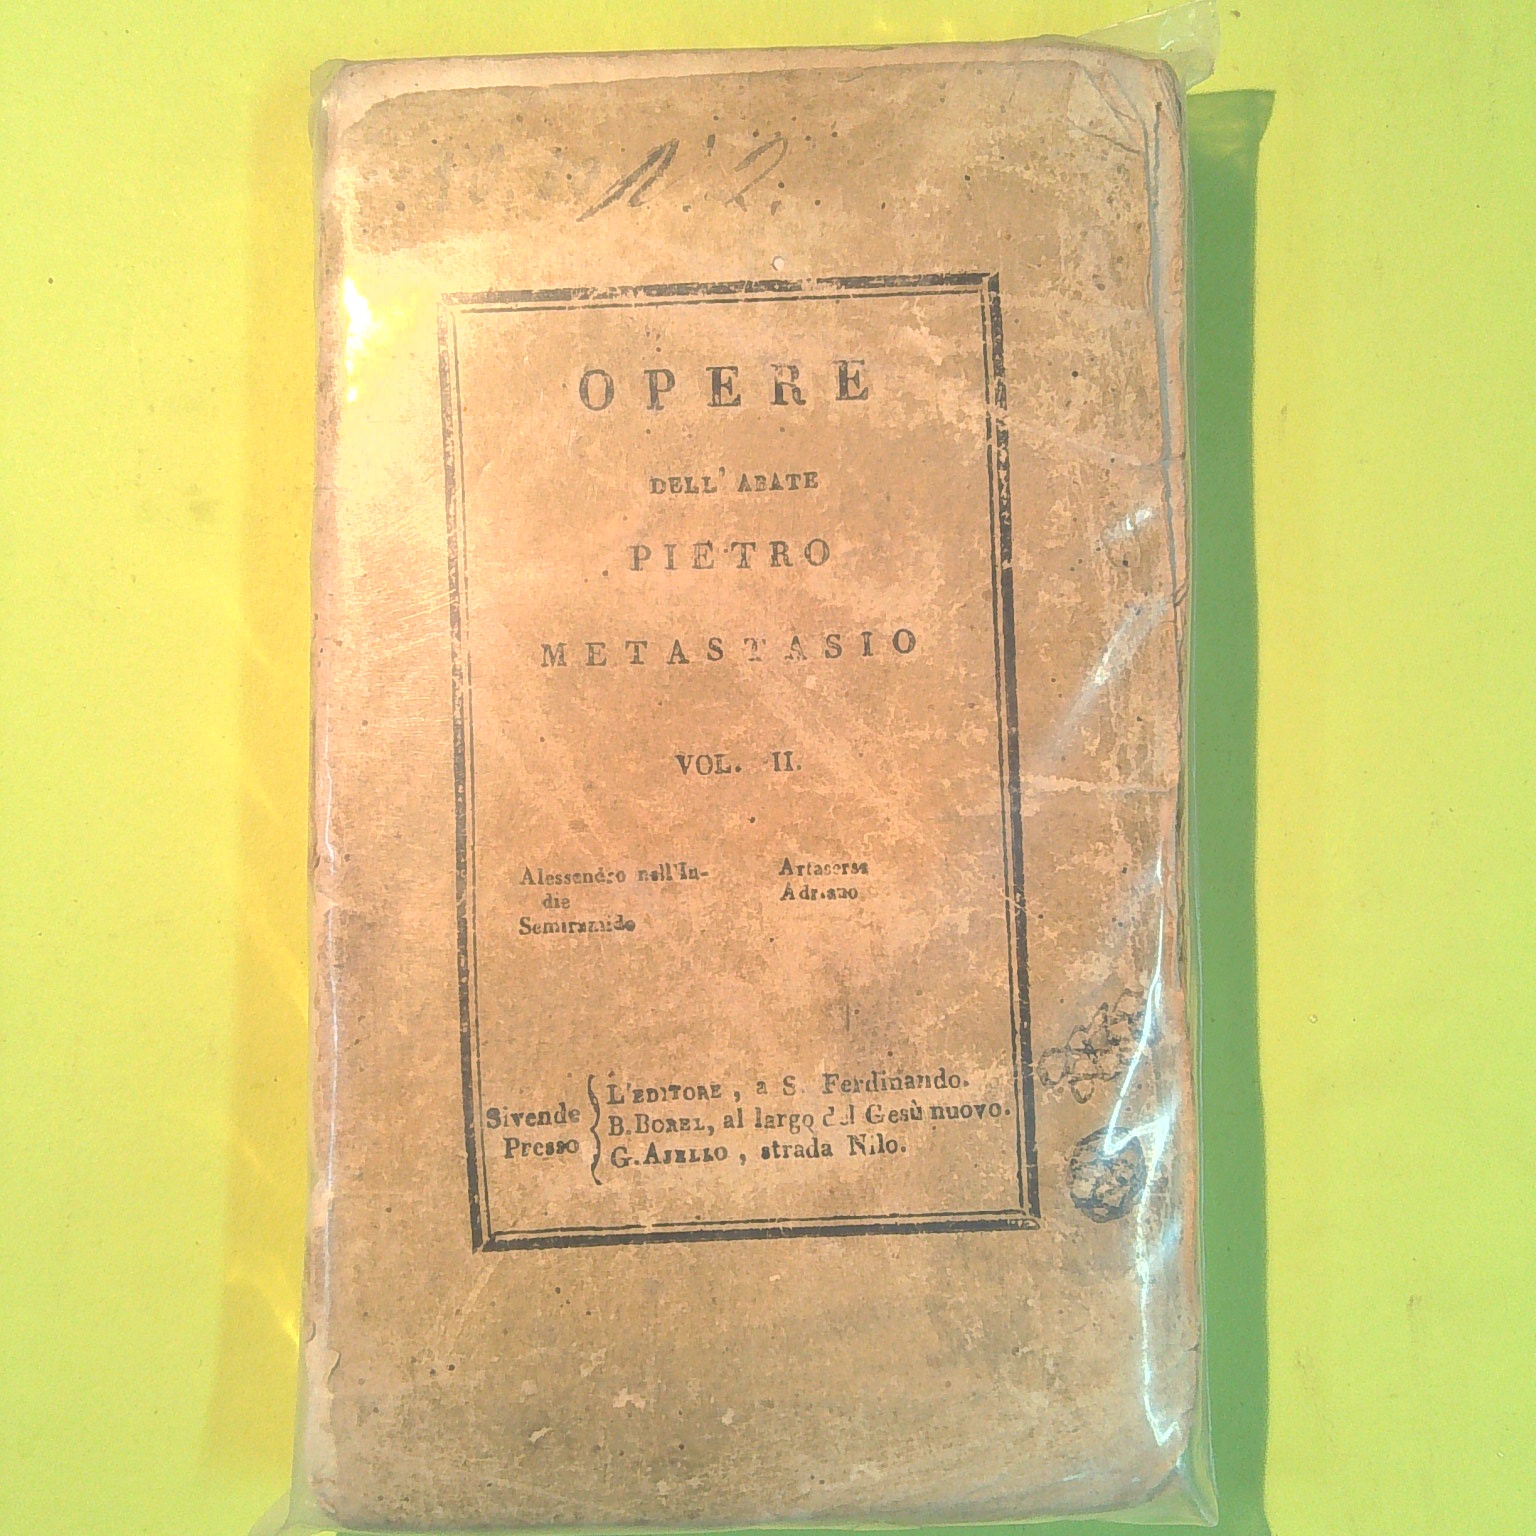 N.° 2.
OPERE
DELL' ABATE
PIETRO
METASTASIO
VOL. II.
Alessandro nell'In-
die
Semiramide
Artaserse
Adriano
Sivende
Presso
L'EDITORE, a S. Ferdinando.
B. BOREL, al largo del Gesù nuovo.
G. AJELLO, strada Nilo.